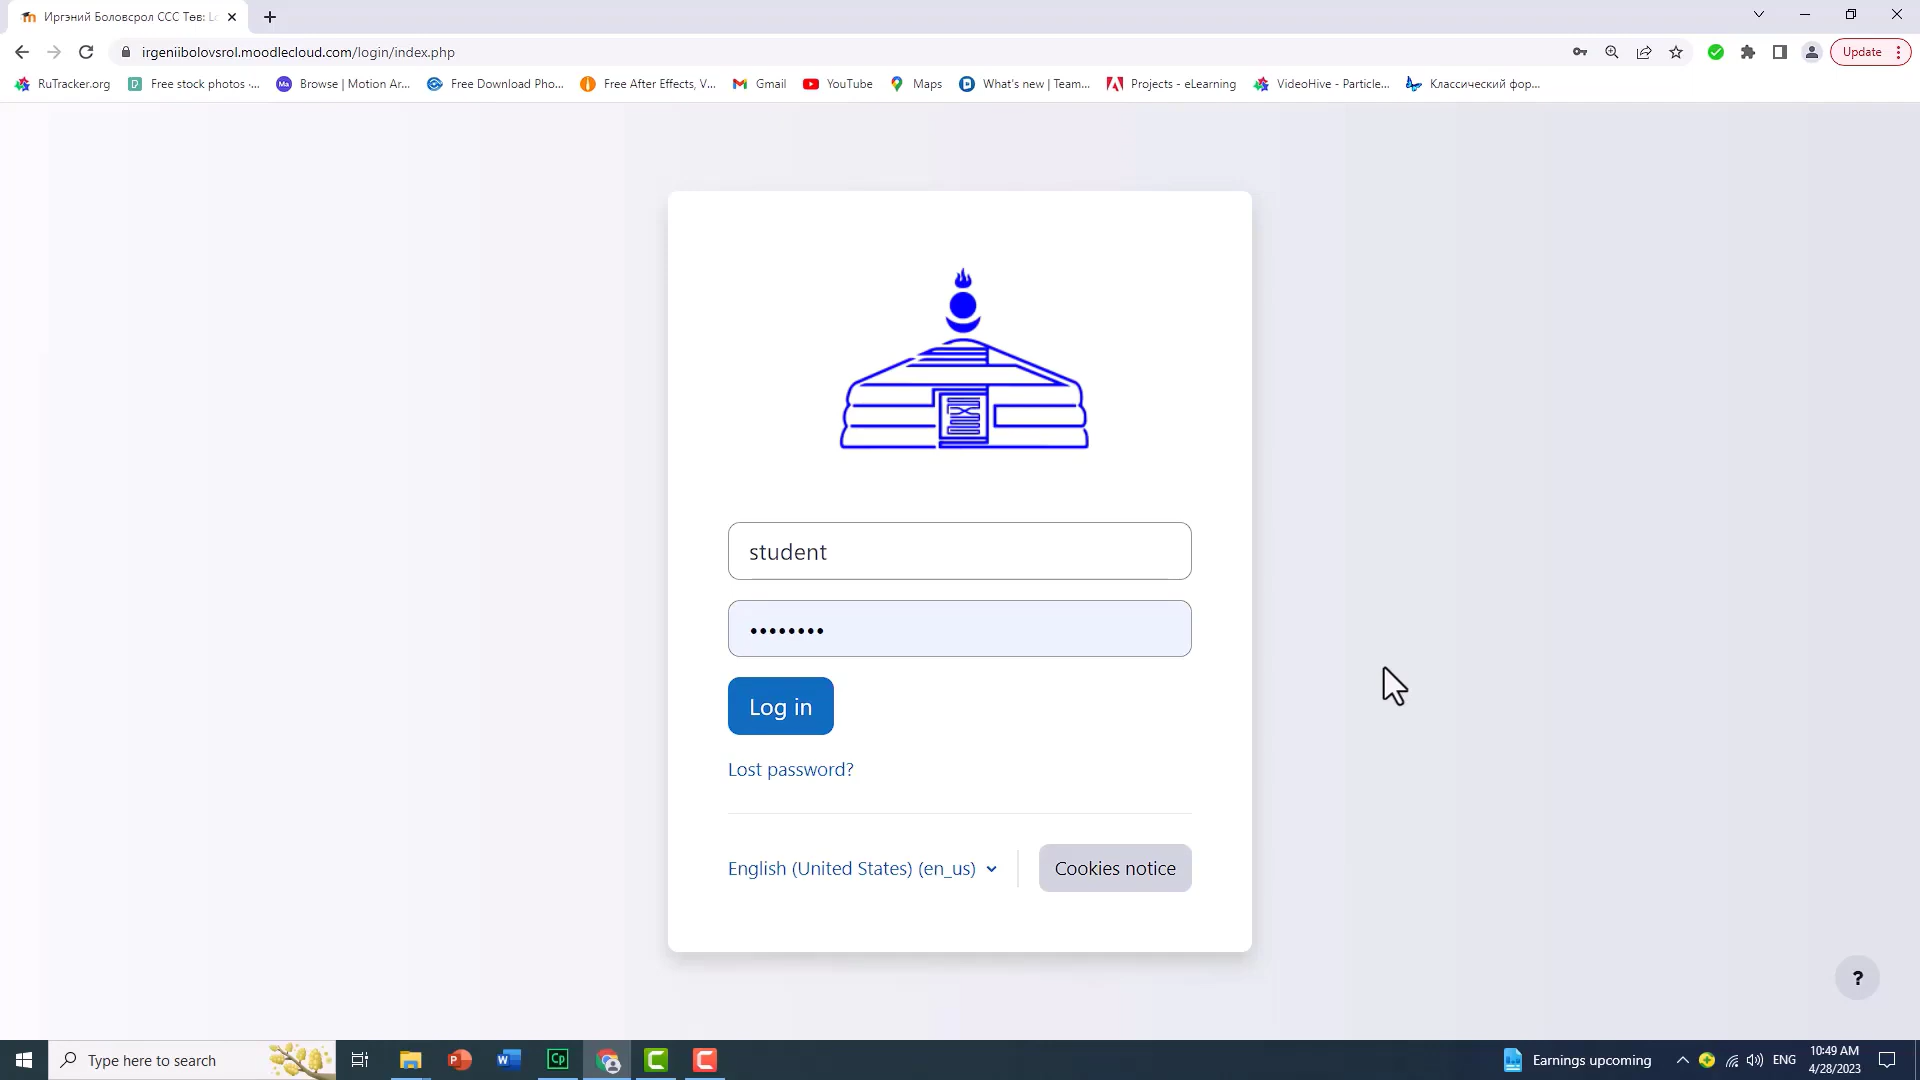 Иргэний Боловсрол ССС Төв: Lo
irgeniibolovsrol.moodlecloud.com/login/index.php
Update
RuTracker.org
Free stock photos ·...
Browse | Motion Ar...
Free Download Pho...
Free After Effects, V...
Gmail
YouTube
Maps
What's new | Team...
Projects - eLearning
VideoHive - Particle...
Классический фор...
student
••••••••
Log in
Lost password?
English (United States) (en_us)
Cookies notice
?
Type here to search
Earnings upcoming
ENG
10:49 AM
4/28/2023